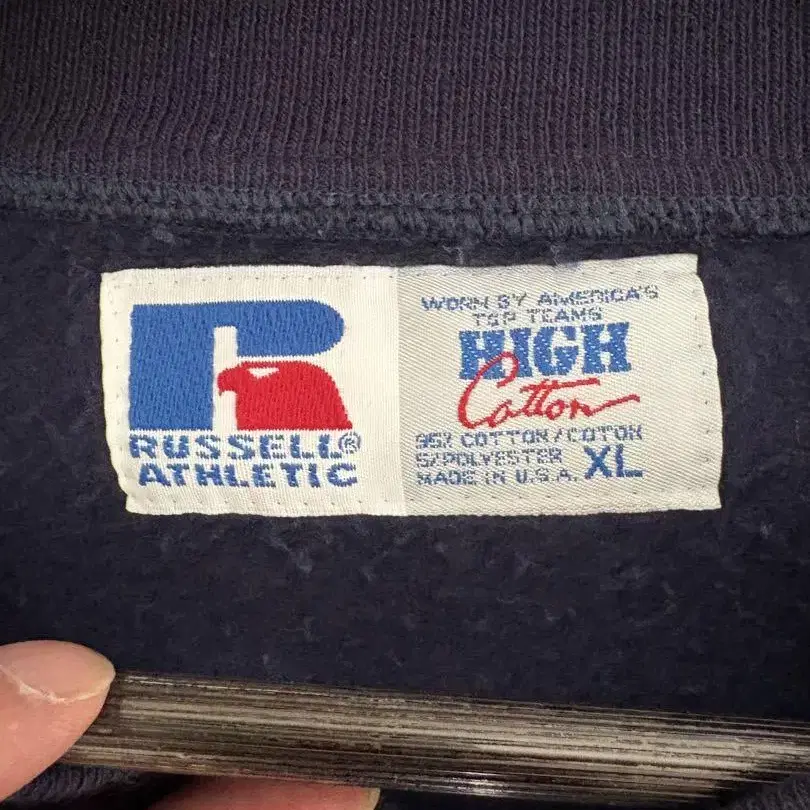 RUSSELL®
ATHLETIC
WORN BY AMERICA'S
TOP TEAMS
HIGH
Cotton
95% COTTON/COTON
5/POLYESTER
MADE IN U.S.A. XL